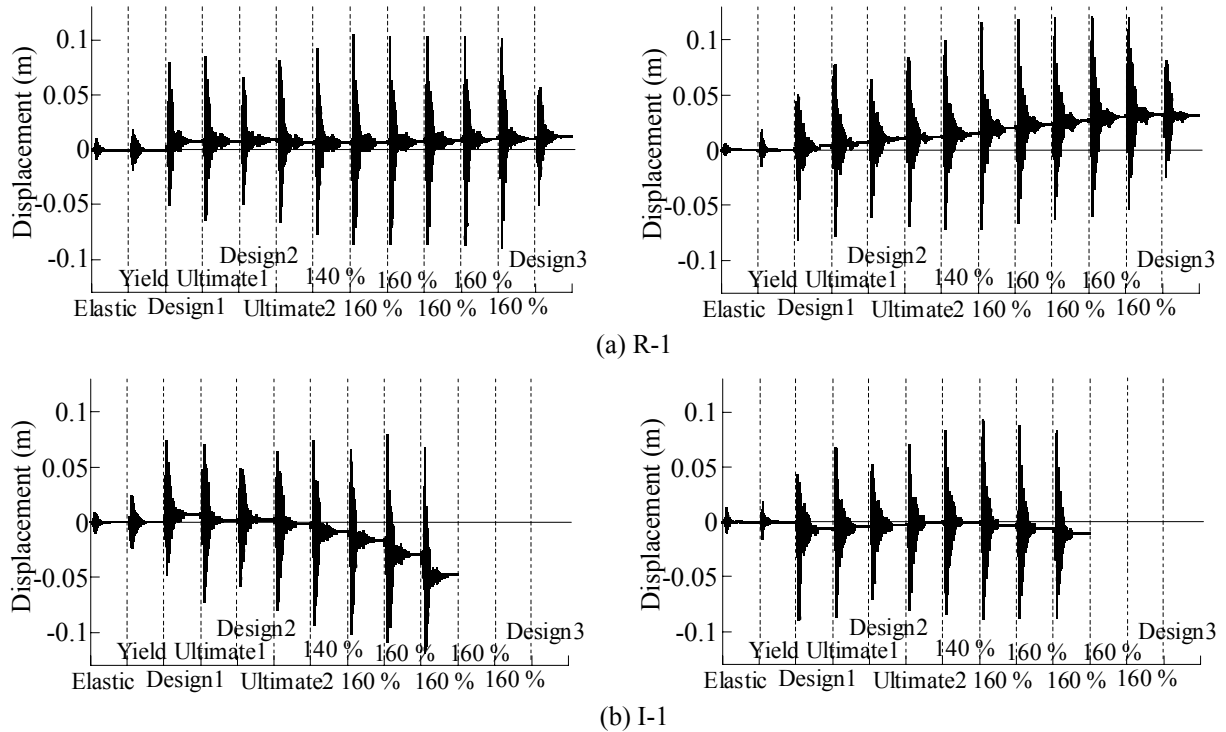 Displacement (m)
0.1
0.05
0
-0.05
-0.1
Design2
Design3
Yield Ultimate1
140 %
160 %
160 %
Elastic
Design1
Ultimate2 160 %
160 %
160 %
Displacement (m)
0.1
0.05
0
-0.05
-0.1
Design2
Design3
Yield Ultimate1
140 %
160 %
160 %
Elastic
Design1
Ultimate2 160 %
160 %
160 %
(a) R-1
Displacement (m)
0.1
0.05
0
-0.05
-0.1
Design2
Design3
Yield Ultimate1
140 %
160 %
160 %
Elastic
Design1
Ultimate2 160 %
160 %
160 %
Displacement (m)
0.1
0.05
0
-0.05
-0.1
Design2
Design3
Yield Ultimate1
140 %
160 %
160 %
Elastic
Design1
Ultimate2 160 %
160 %
160 %
(b) I-1